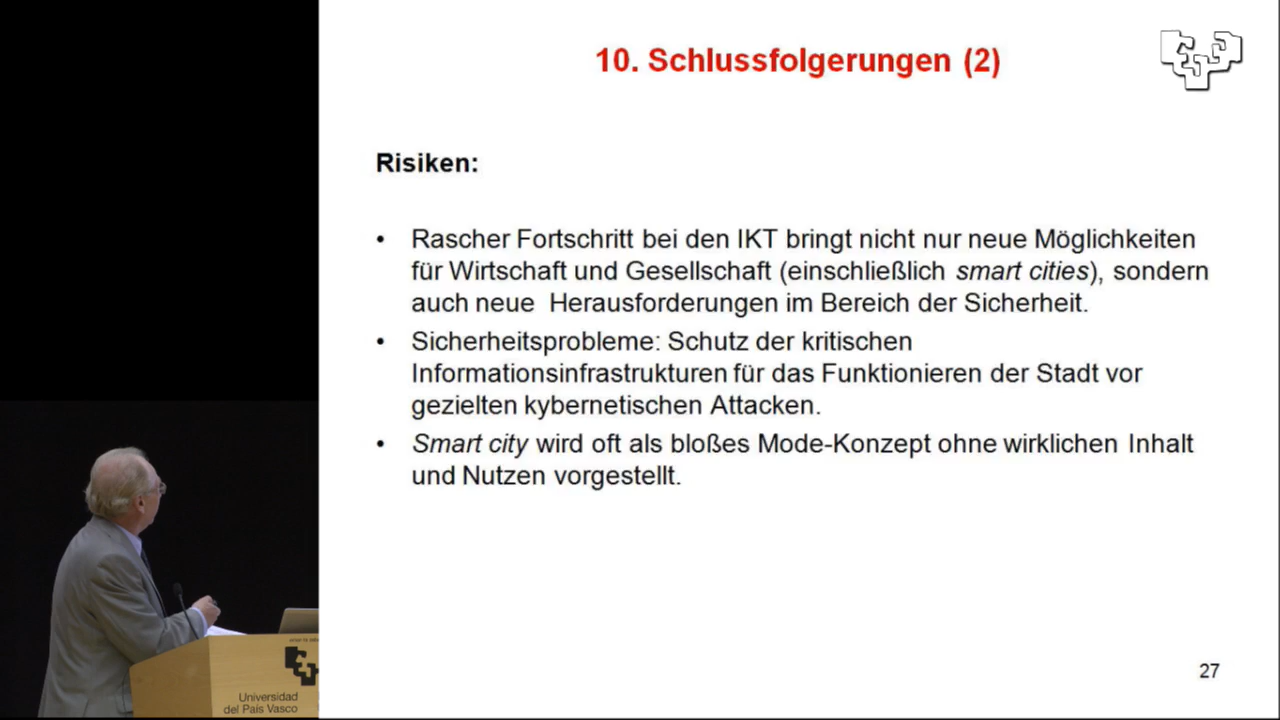 10. Schlussfolgerungen (2)
Risiken:
• Rascher Fortschritt bei den IKT bringt nicht nur neue Möglichkeiten
für Wirtschaft und Gesellschaft (einschließlich smart cities), sondern
auch neue Herausforderungen im Bereich der Sicherheit.
• Sicherheitsprobleme: Schutz der kritischen
Informationsinfrastrukturen für das Funktionieren der Stadt vor
gezielten kybernetischen Attacken.
• Smart city wird oft als bloßes Mode-Konzept ohne wirklichen Inhalt
und Nutzen vorgestellt.
27
Universidad
del País Vasco